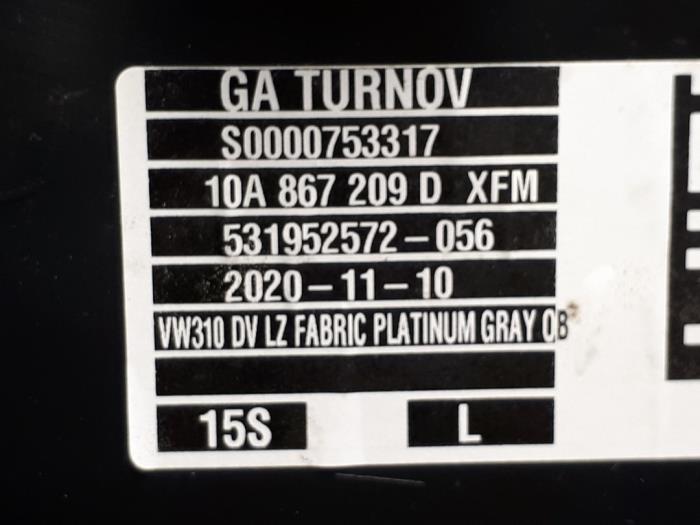 GA TURNOV
S0000753317
10A 867 209 D XFM
531952572-056
2020-11-10
VW310 DV LZ FABRIC PLATINUM GRAY OB
15S L